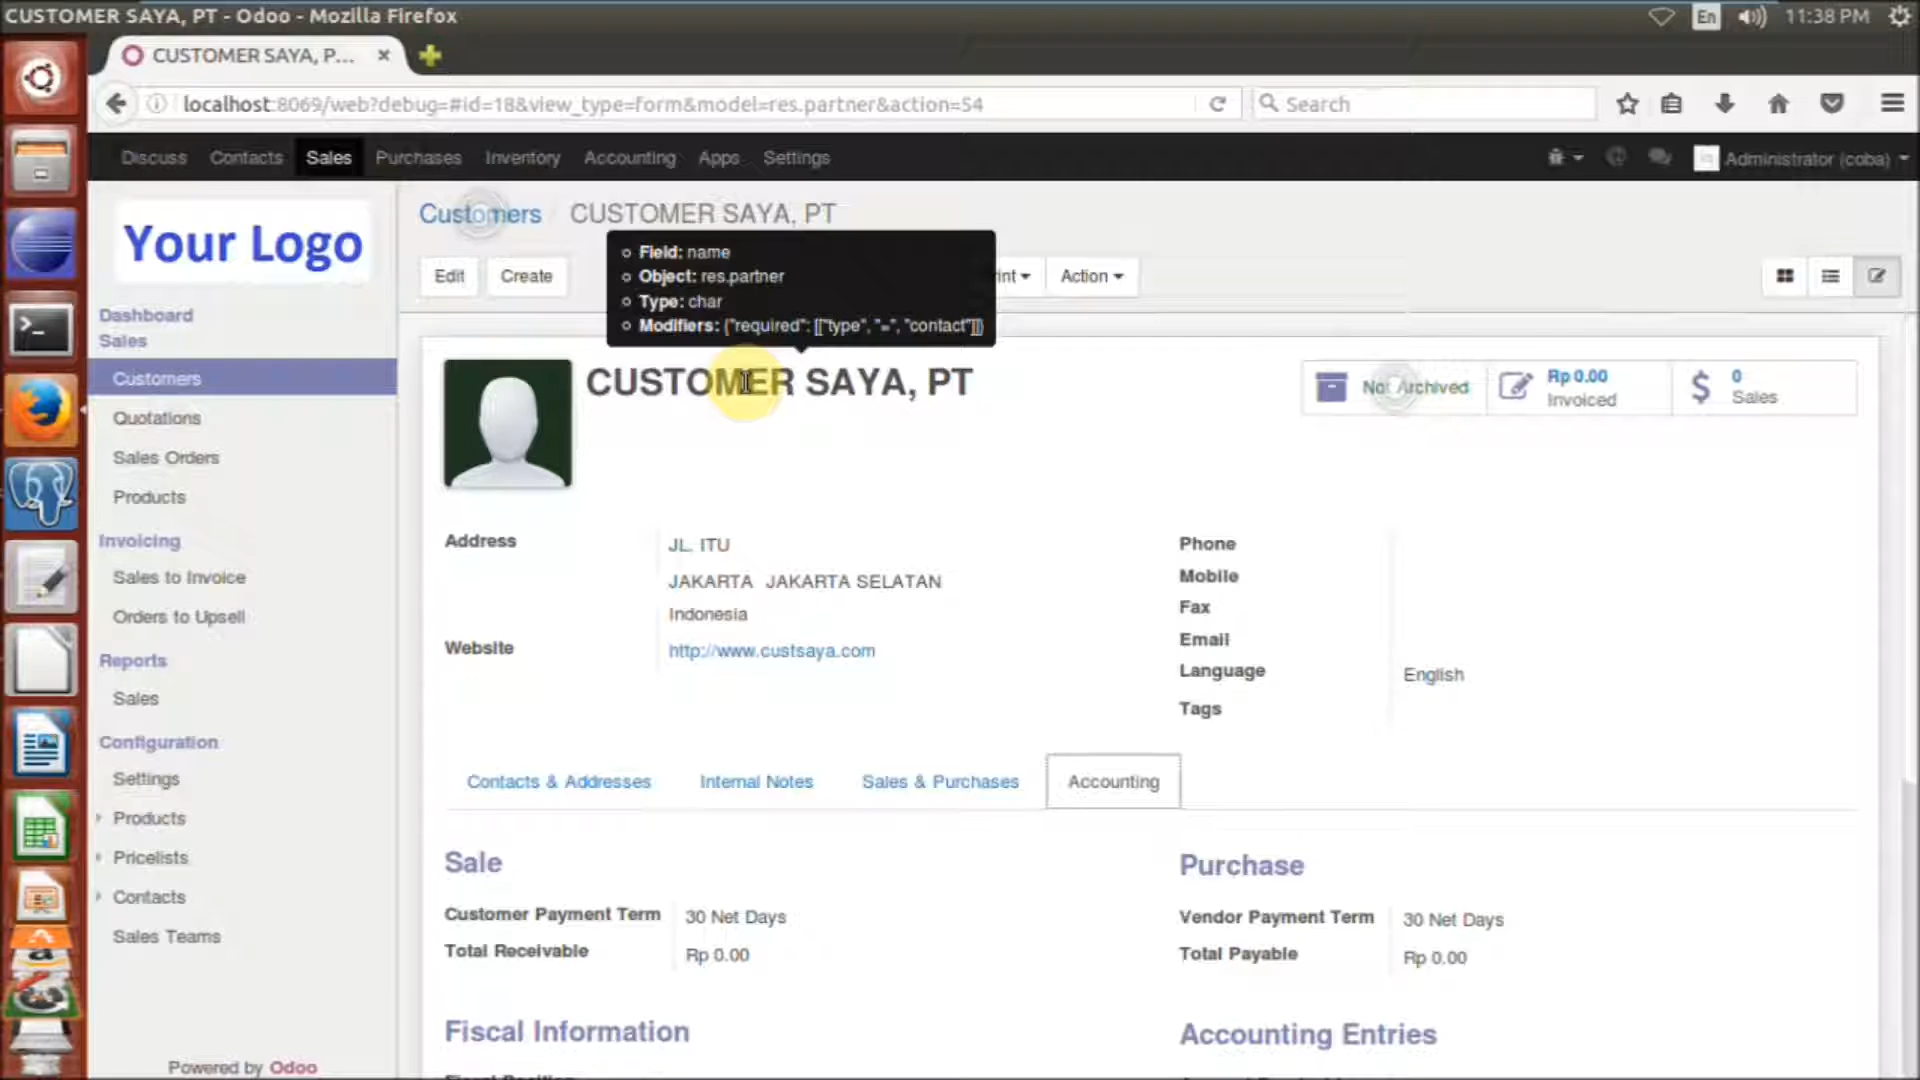 CUSTOMER SAYA, PT - Odoo - Mozilla Firefox
En
11:38 PM
CUSTOMER SAYA, P...
localhost:8069/web?debug=#id=18&view_type=form&model=res.partner&action=54
Search
Discuss Contacts Sales Purchases Inventory Accounting Apps Settings
Administrator (coba)
Your Logo
Dashboard
Sales
Customers
Quotations
Sales Orders
Products
Invoicing
Sales to Invoice
Orders to Upsell
Reports
Sales
Configuration
Settings
Products
Pricelists
Contacts
Sales Teams
Powered by Odoo
Customers CUSTOMER SAYA, PT
Edit Create
Action
Field: name
Object: res.partner
Type: char
Modifiers: {"required": [["type", "=", "contact"]]}
CUSTOMER SAYA, PT
Not Archived
Rp 0.00
Invoiced
0
Sales
Address
JL. ITU
JAKARTA JAKARTA SELATAN
Indonesia
Website
http://www.custsaya.com
Phone
Mobile
Fax
Email
Language English
Tags
Contacts & Addresses Internal Notes Sales & Purchases Accounting
Sale
Customer Payment Term 30 Net Days
Total Receivable Rp 0.00
Purchase
Vendor Payment Term 30 Net Days
Total Payable Rp 0.00
Fiscal Information
Accounting Entries